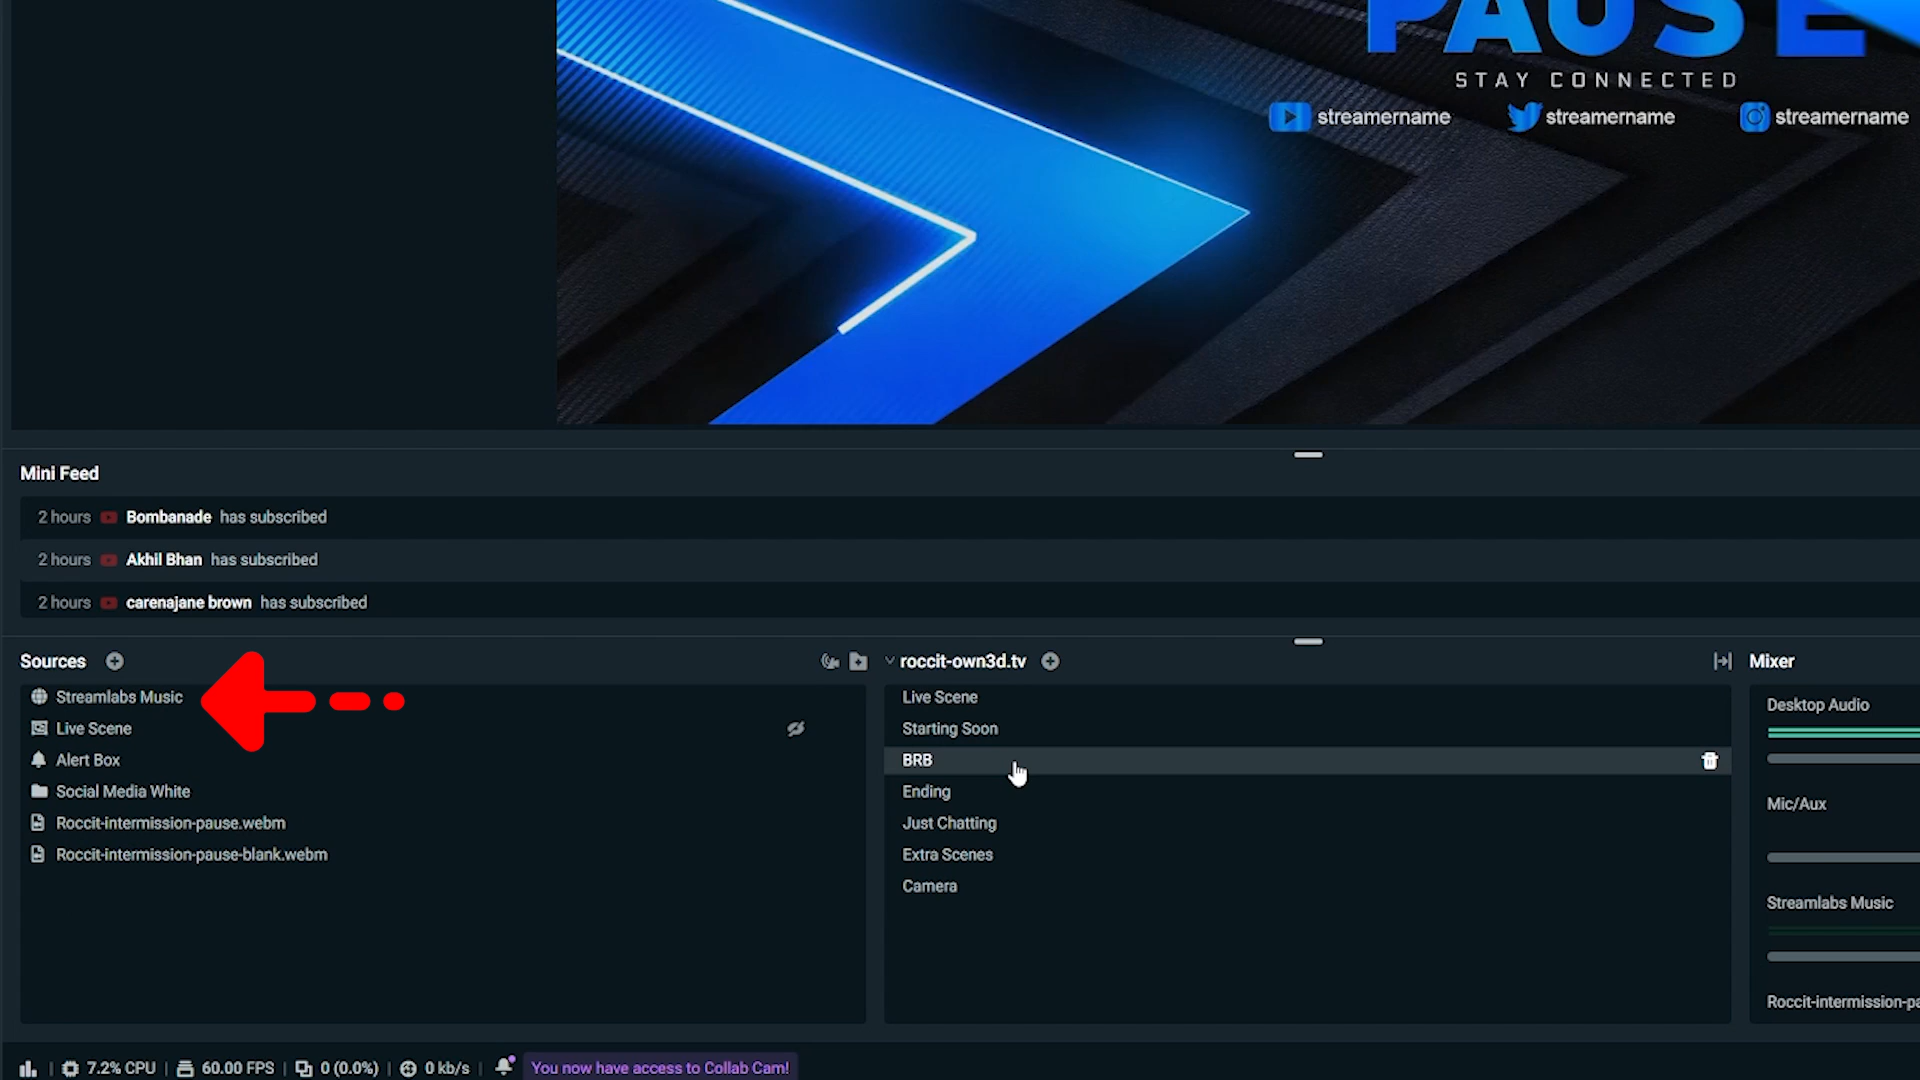 PAUSE
STAY CONNECTED
streamername streamername streamername
Mini Feed
2 hours Bombanade has subscribed
2 hours Akhil Bhan has subscribed
2 hours carenajane brown has subscribed
Sources
Streamlabs Music
Live Scene
Alert Box
Social Media White
Roccit-intermission-pause.webm
Roccit-intermission-pause-blank.webm
roccit-own3d.tv
Live Scene
Starting Soon
BRB
Ending
Just Chatting
Extra Scenes
Camera
Mixer
Desktop Audio
Mic/Aux
Streamlabs Music
Roccit-intermission-pa
7.2% CPU 60.00 FPS 0 (0.0%) 0 kb/s You now have access to Collab Cam!